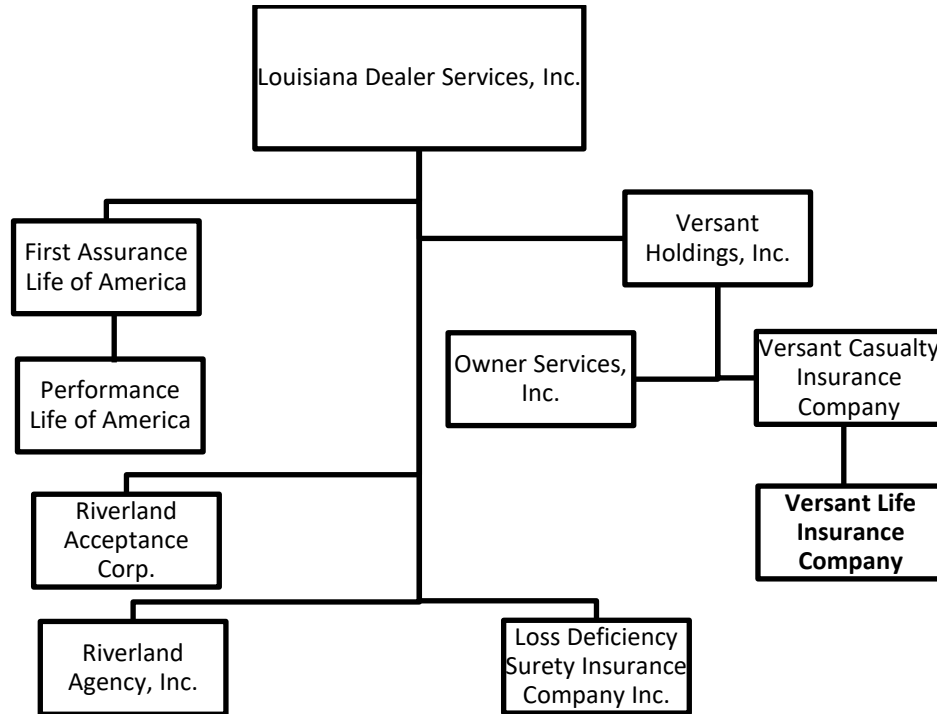 Louisiana Dealer Services, Inc.
First Assurance
Life of America
Versant
Holdings, Inc.
Performance
Life of America
Owner Services,
Inc.
Versant Casualty
Insurance
Company
Riverland
Acceptance
Corp.
Versant Life
Insurance
Company
Riverland
Agency, Inc.
Loss Deficiency
Surety Insurance
Company Inc.